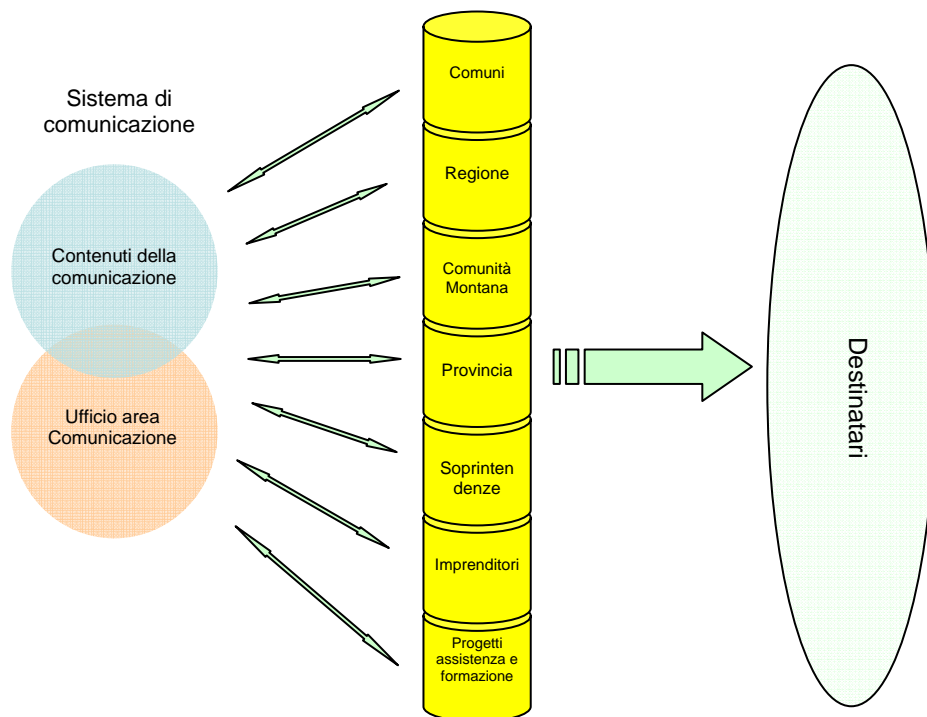 Sistema di
comunicazione
Contenuti della
comunicazione
Ufficio area
Comunicazione
Comuni
Regione
Comunità
Montana
Provincia
Soprinten
denze
Imprenditori
Progetti
assistenza e
formazione
Destinatari